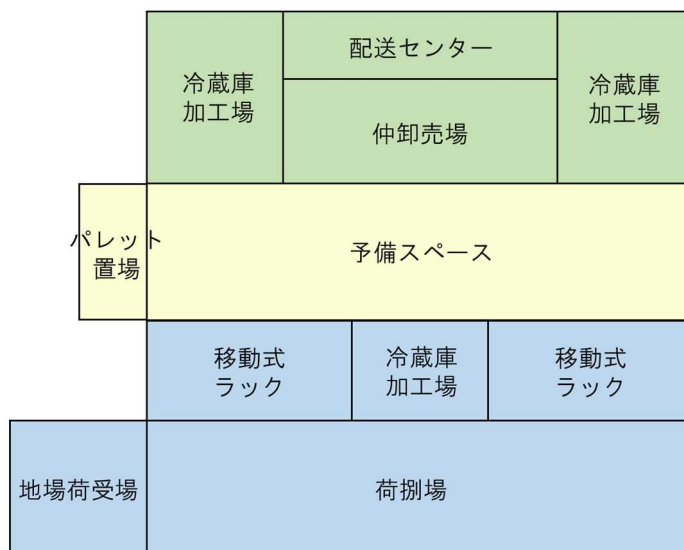 配送センター
冷蔵庫
加工場
冷蔵庫
加工場
仲卸売場
パレット
置場
予備スペース
移動式
ラック
冷蔵庫
加工場
移動式
ラック
地場荷受場
荷捌場